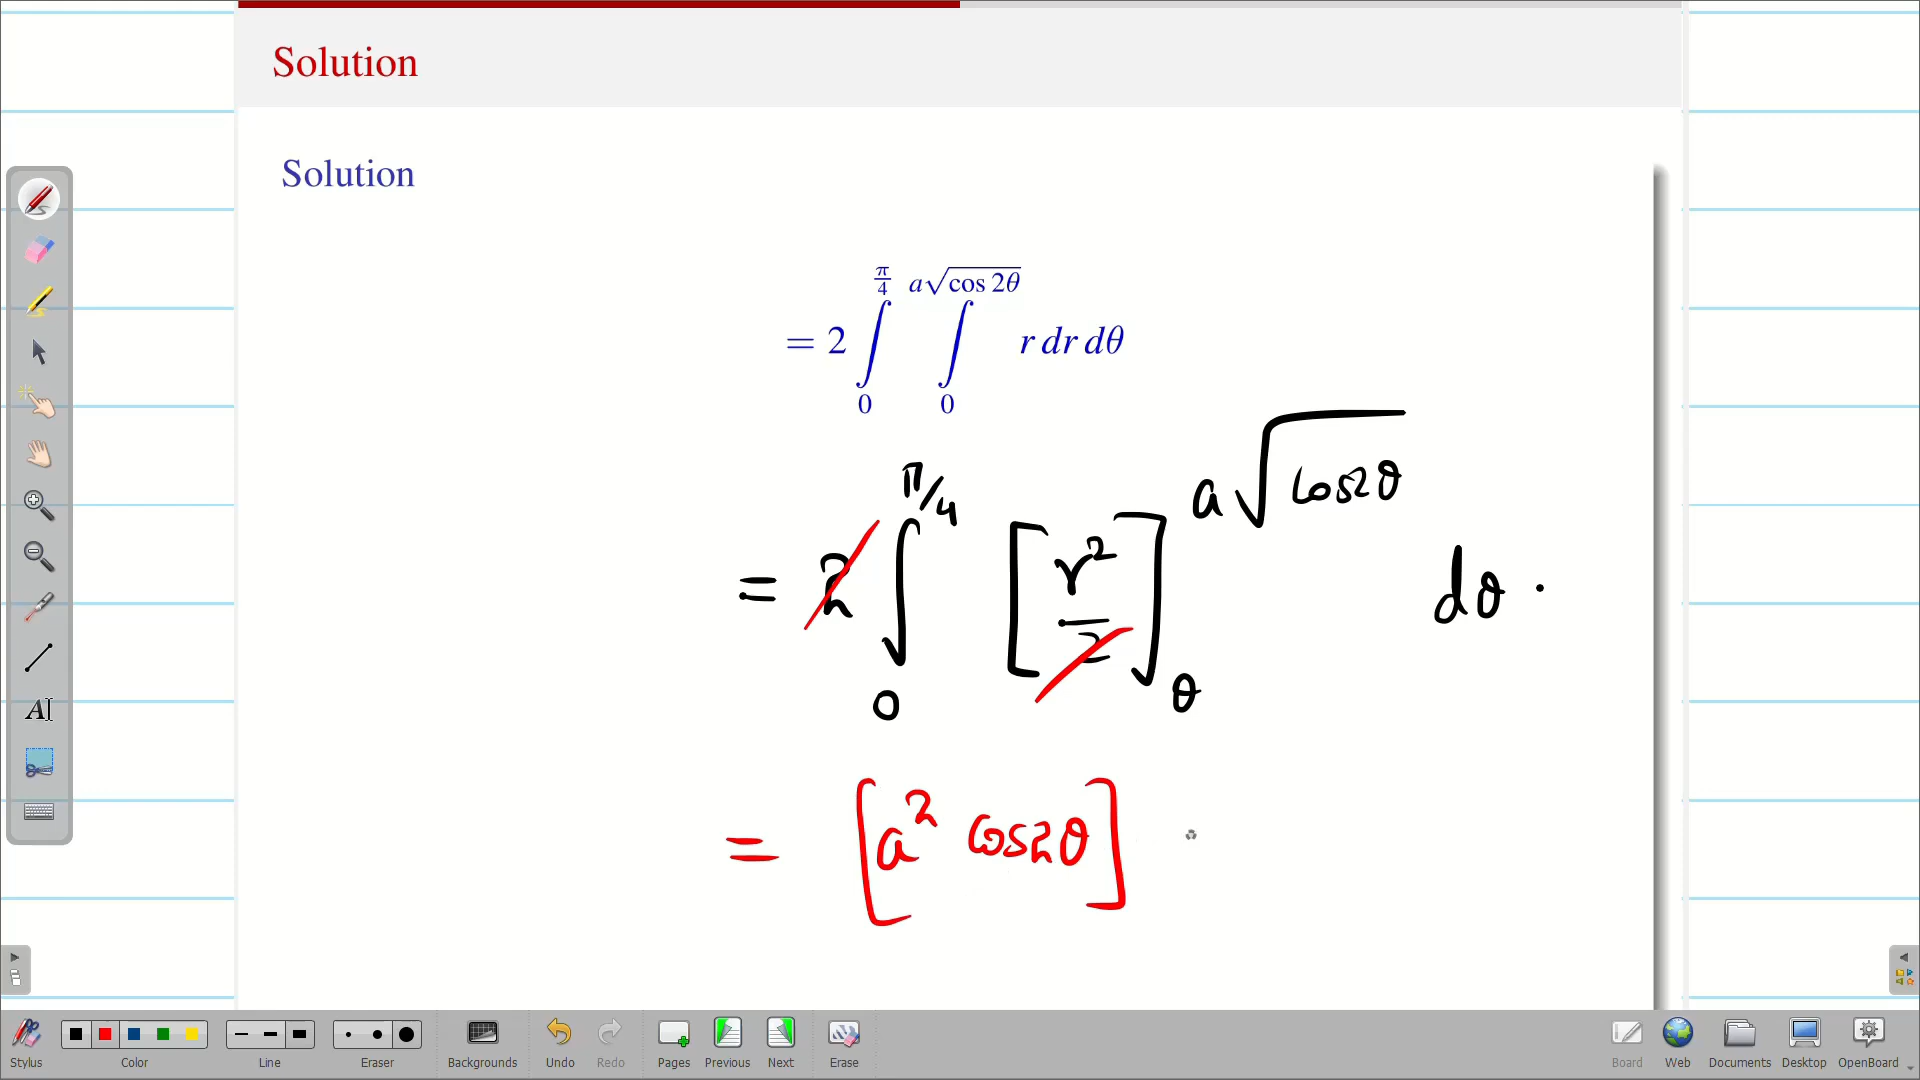 Solution
Solution
= 2 ∫₀^{π/4} ∫₀^{a√cos 2θ} r dr dθ
= 2 ∫₀^{π/4} [r²/2]_θ^{a√cos2θ} dθ .
= [a² cos2θ]
Stylus Color Line Eraser Backgrounds Undo Redo Pages Previous Next Erase Board Web Documents Desktop OpenBoard